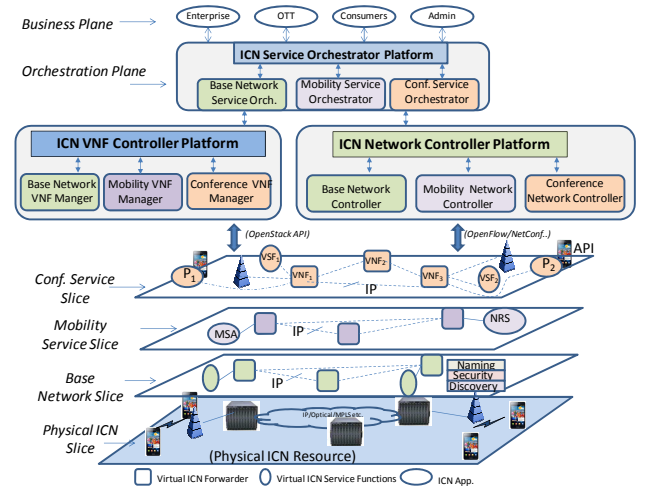 Business Plane
Enterprise
OTT
Consumers
Admin
ICN Service Orchestrator Platform
Orchestration Plane
Base Network
Service Orch.
Mobility Service
Orchestrator
Conf. Service
Orchestrator
ICN VNF Controller Platform
Base Network
VNF Manger
Mobility VNF
Manager
Conference VNF
Manager
ICN Network Controller Platform
Base Network
Controller
Mobility Network
Controller
Conference
Network Controller
(OpenStack API)
(OpenFlow/NetConf..)
API
Conf. Service
Slice
P1
VSF1
VNF1
VNF2
VNF3
VSF2
P2
IP
Mobility
Service Slice
MSA
IP
NRS
Base
Network Slice
IP
Naming
Security
Discovery
Physical ICN
Slice
IP/Optical/MPLS etc.
(Physical ICN Resource)
Virtual ICN Forwarder
Virtual ICN Service Functions
ICN App.